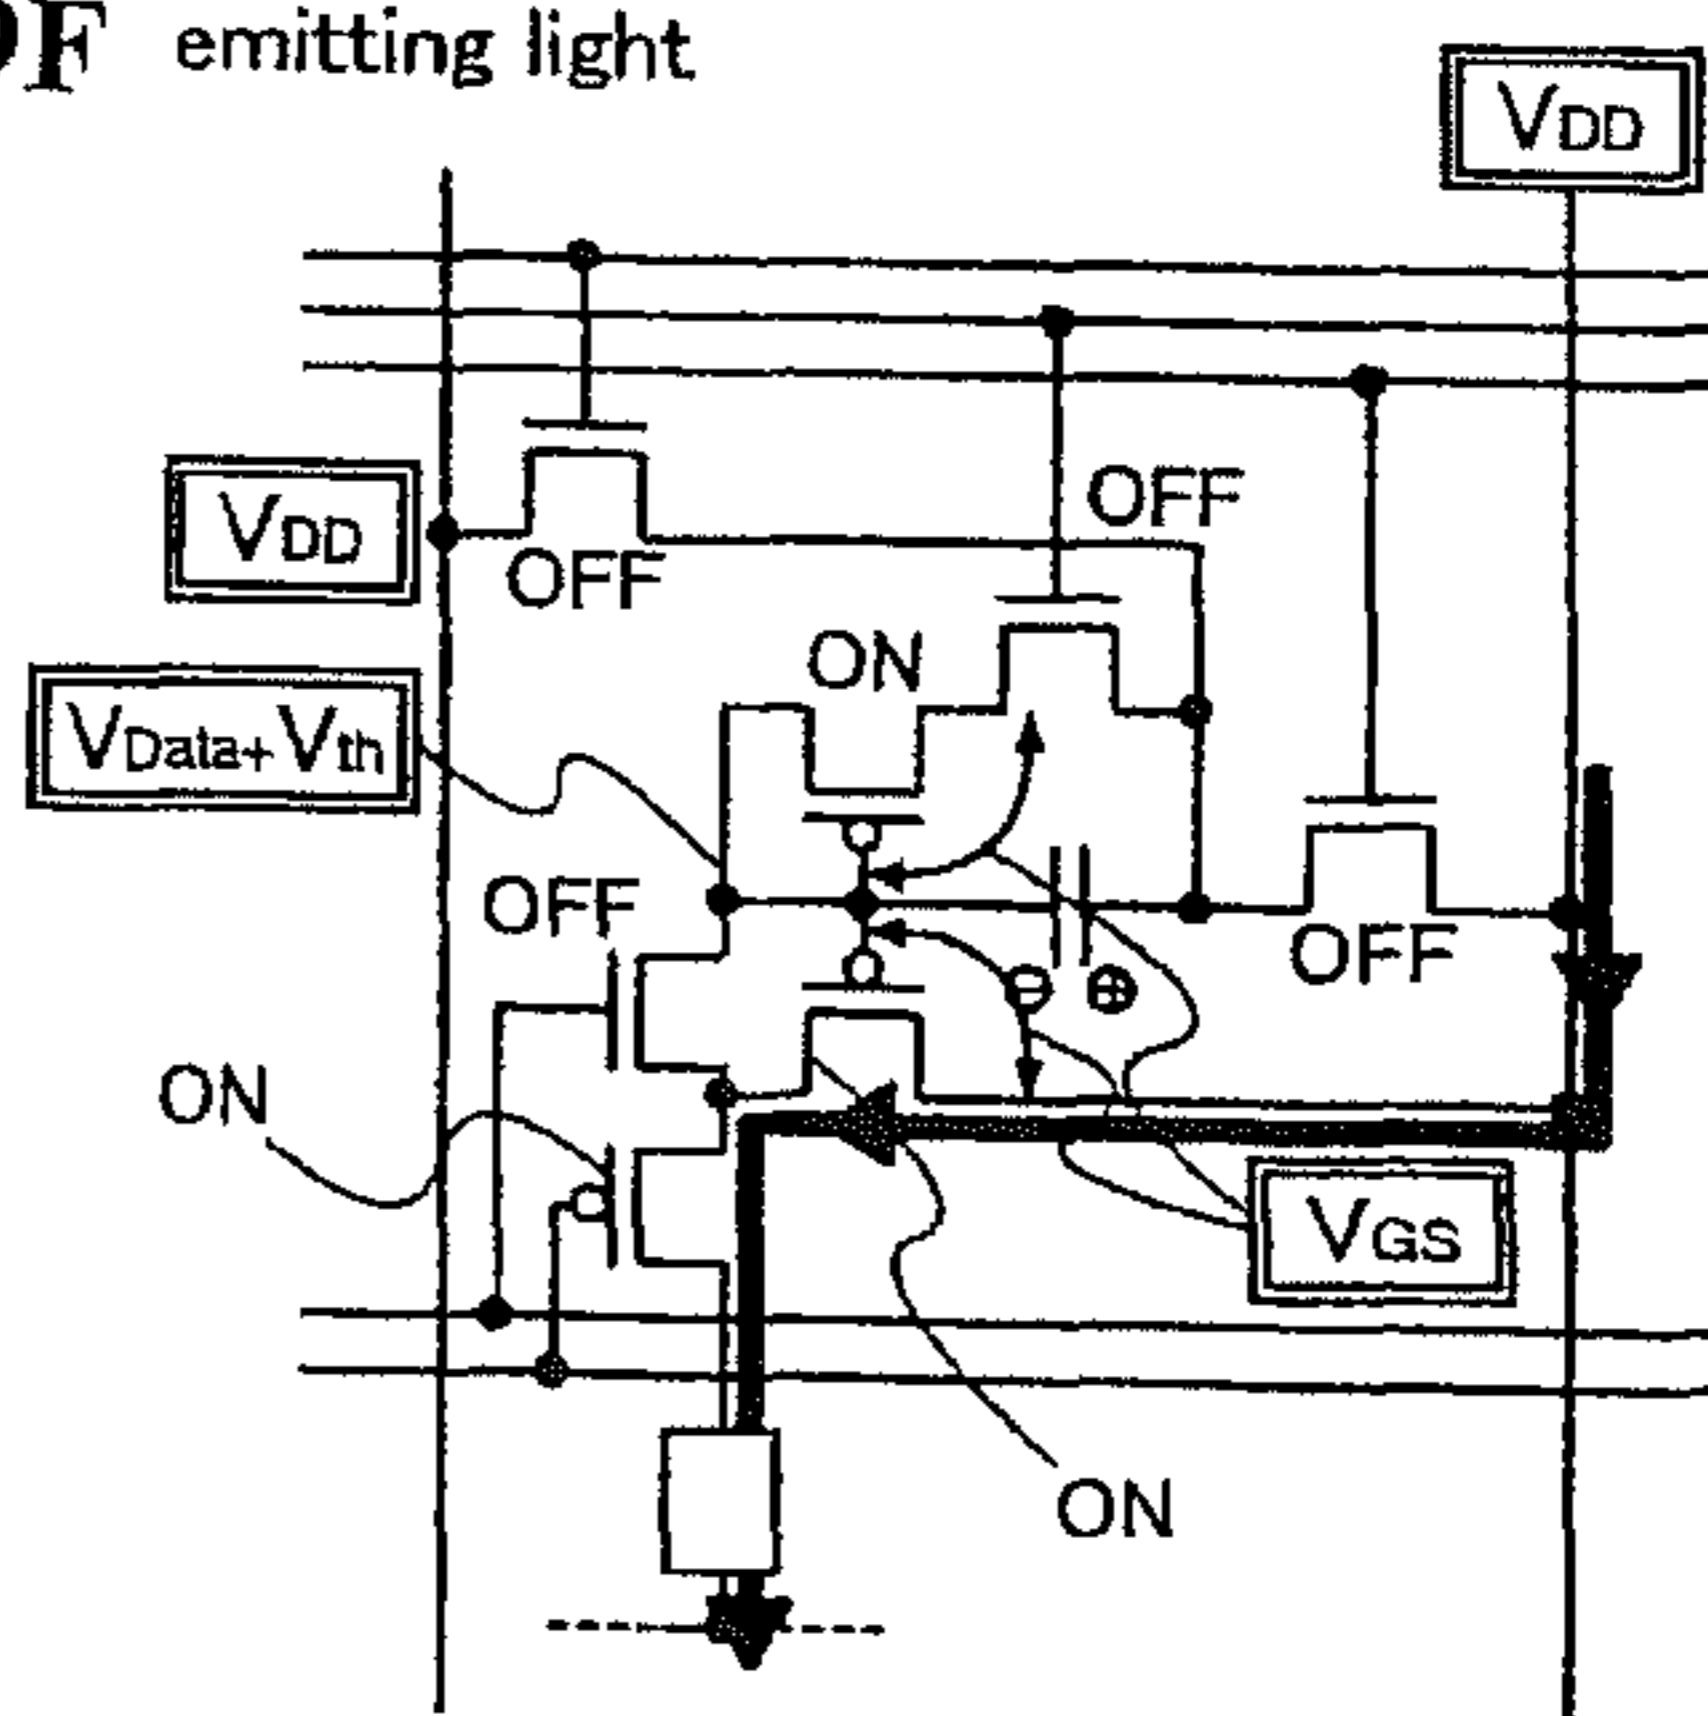 F emitting light
VDD
VDD
OFF
OFF
ON
VData+Vth
OFF
OFF
⊖ ⊕
ON
VGS
ON